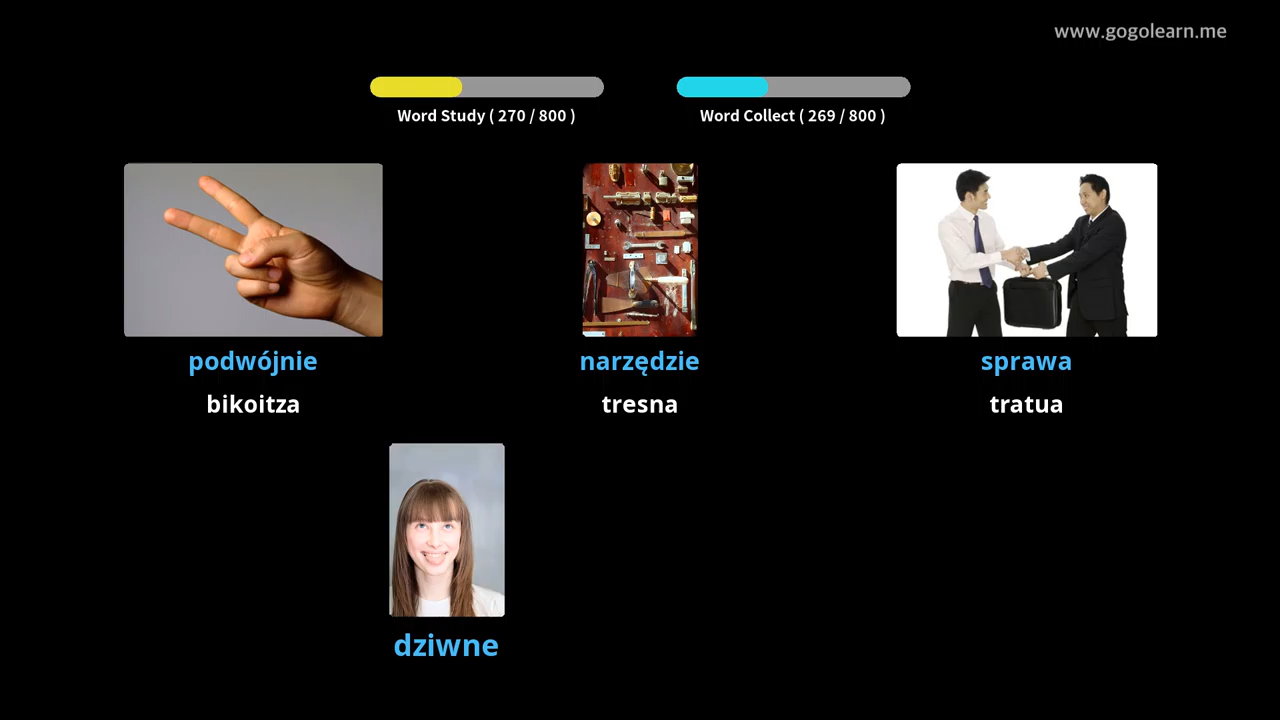 www.gogolearn.me
Word Study ( 270 / 800 )
Word Collect ( 269 / 800 )
podwójnie
narzędzie
sprawa
bikoitza
tresna
tratua
dziwne